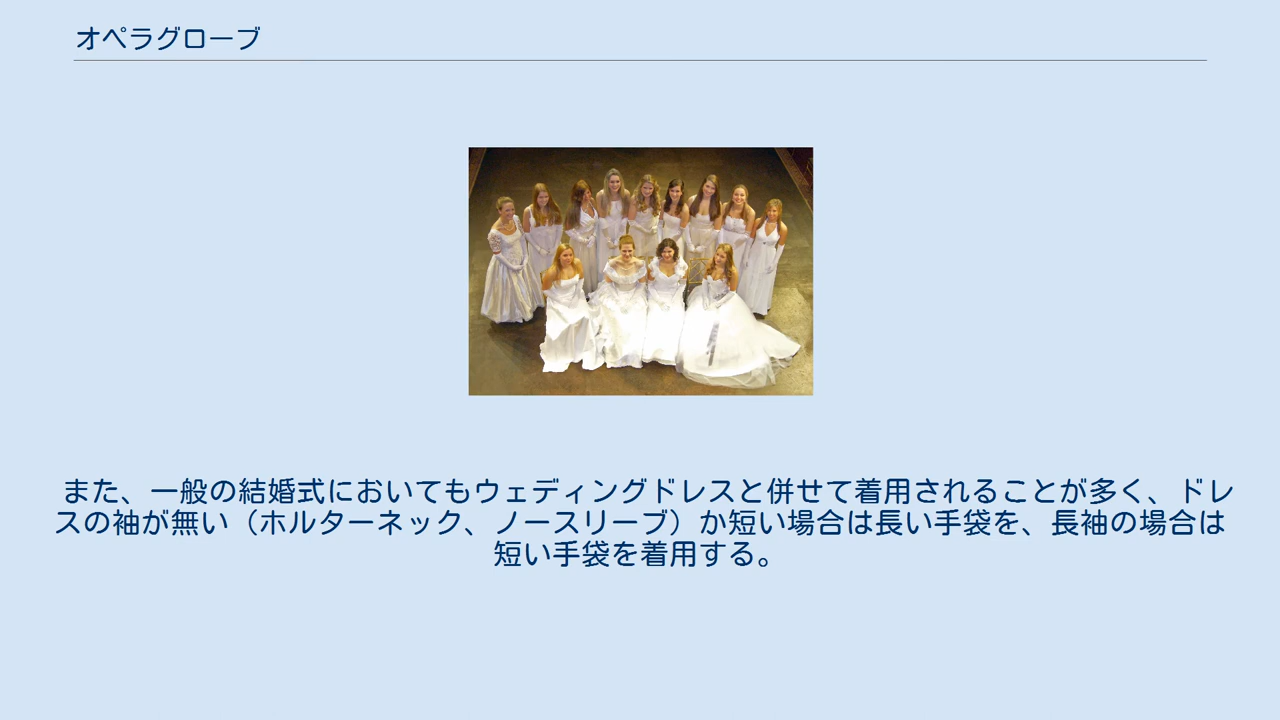 オペラグローブ
また、一般の結婚式においてもウェディングドレスと併せて着用されることが多く、ドレ
スの袖が無い（ホルターネック、ノースリーブ）か短い場合は長い手袋を、長袖の場合は
短い手袋を着用する。